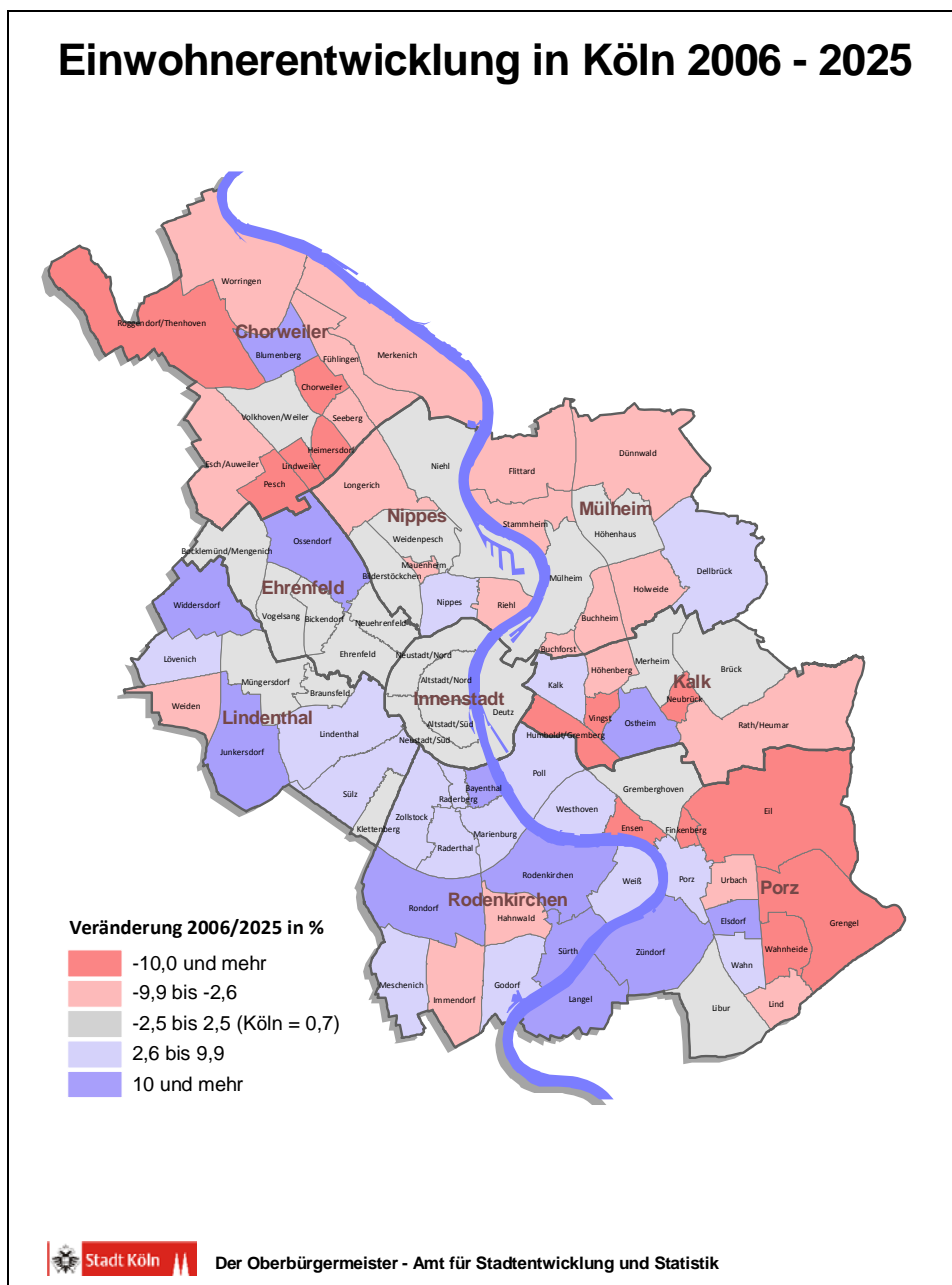 Einwohnerentwicklung in Köln 2006 - 2025
Worringen
Roggendorf/Thenhoven
Chorweiler
Blumenberg
Fühlingen
Merkenich
Chorweiler
Volkhoven/Weiler
Seeberg
Heimersdorf
Esch/Auweiler
Lindweiler
Pesch
Longerich
Niehl
Flittard
Dünnwald
Nippes
Stammheim
Mülheim
Höhenhaus
Ossendorf
Weidenpesch
Bocklemünd/Mengenich
Mauenheim
Dellbrück
Ehrenfeld
Bilderstöckchen
Mülheim
Holweide
Widdersdorf
Nippes
Riehl
Vogelsang
Bickendorf
Neuehrenfeld
Buchheim
Ehrenfeld
Neustadt/Nord
Buchforst
Lövenich
Höhenberg
Merheim
Brück
Müngersdorf
Altstadt/Nord
Kalk
Kalk
Braunsfeld
Innenstadt
Neubrück
Weiden
Deutz
Lindenthal
Altstadt/Süd
Vingst
Ostheim
Rath/Heumar
Lindenthal
Neustadt/Süd
Humboldt/Gremberg
Junkersdorf
Poll
Bayenthal
Gremberghoven
Sülz
Raderberg
Westhoven
Eil
Zollstock
Klettenberg
Marienburg
Ensen
Finkenberg
Raderthal
Rodenkirchen
Weiß
Porz
Urbach
Porz
Rondorf
Rodenkirchen
Hahnwald
Elsdorf
Grengel
Sürth
Zündorf
Wahnheide
Wahn
Meschenich
Immendorf
Godorf
Langel
Libur
Lind
Veränderung 2006/2025 in %
-10,0 und mehr
-9,9 bis -2,6
-2,5 bis 2,5 (Köln = 0,7)
2,6 bis 9,9
10 und mehr
Stadt Köln
Der Oberbürgermeister - Amt für Stadtentwicklung und Statistik